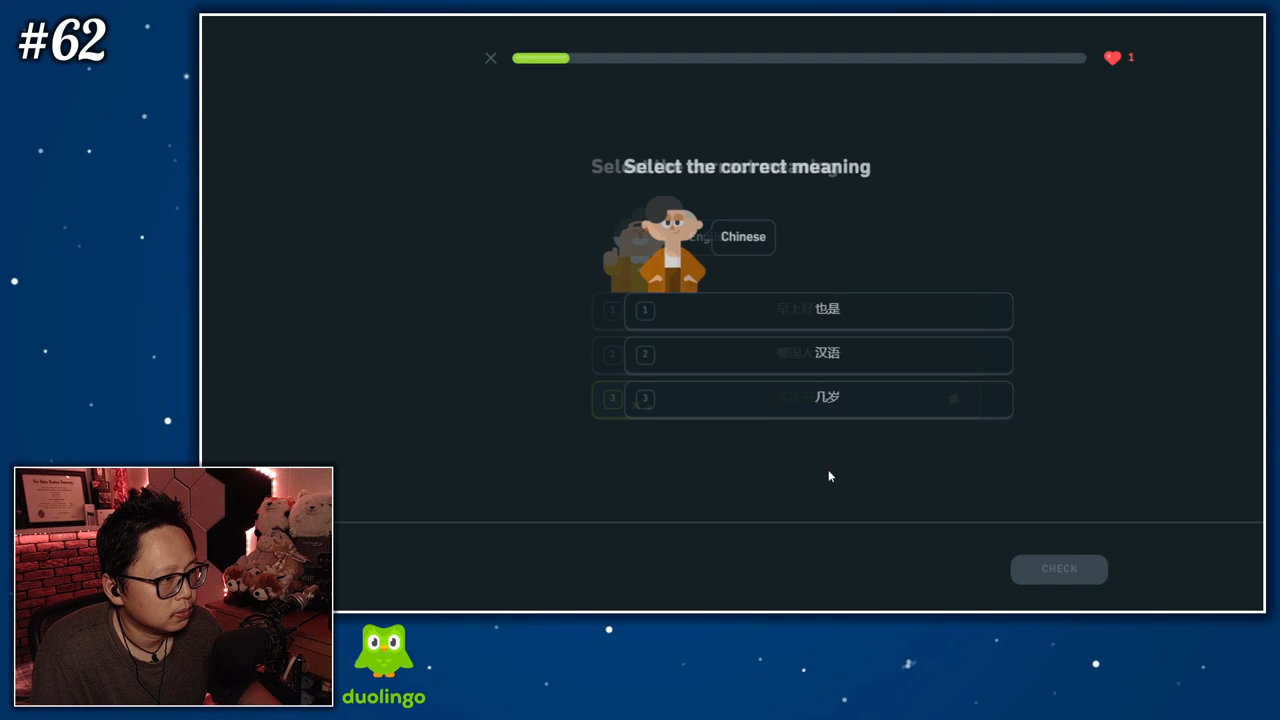 #62
1
Select the correct meaning
Chinese
1 也是
2 汉语
3 几岁
CHECK
duolingo